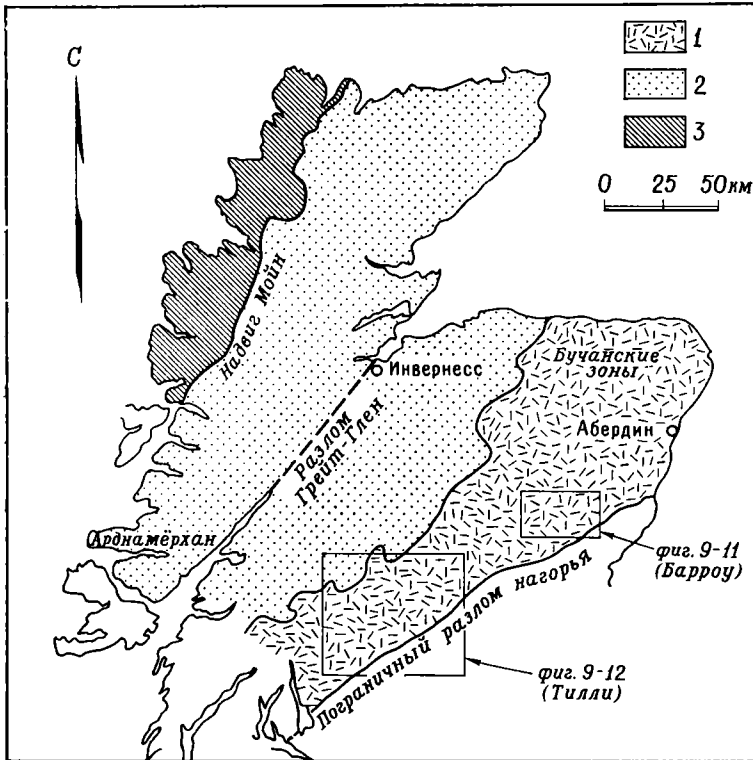 С
1
2
3
0 25 50км
Надвиг Мойн
Инвернесс
Разлом
Грейт-Глен
Бучанские
зоны
Абердин
Арднамёрхан
Пограничный разлом нагорья
фиг. 9-11
(Барроу)
фиг. 9-12
(Тилли)